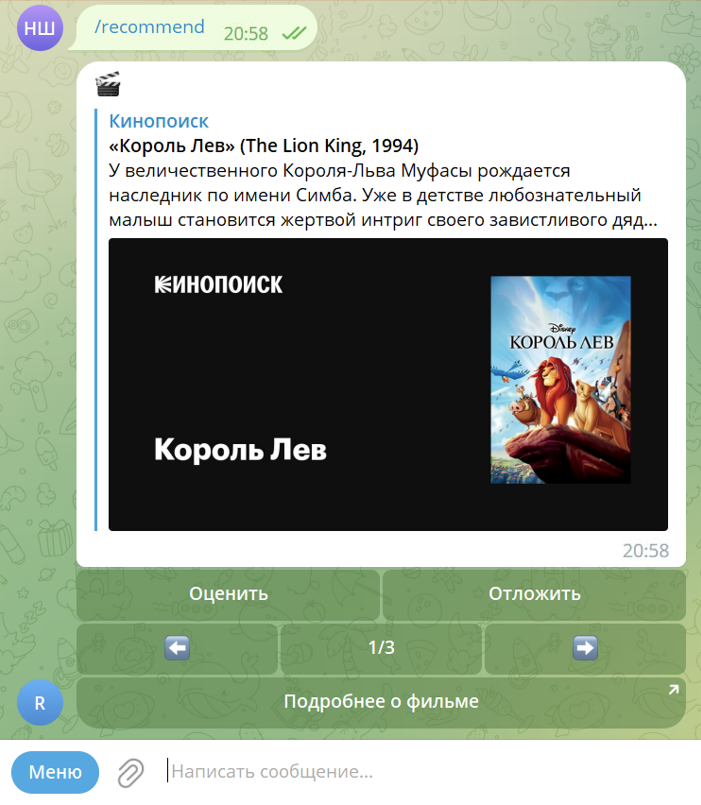 НШ
/recommend
20:58
Кинопоиск
«Король Лев» (The Lion King, 1994)
У величественного Короля-Льва Муфасы рождается
наследник по имени Симба. Уже в детстве любознательный
малыш становится жертвой интриг своего завистливого дяд...
КИНОПОИСК
Disney
КОРОЛЬ ЛЕВ
Король Лев
20:58
Оценить
Отложить
1/3
R
Подробнее о фильме
Меню
Написать сообщение...